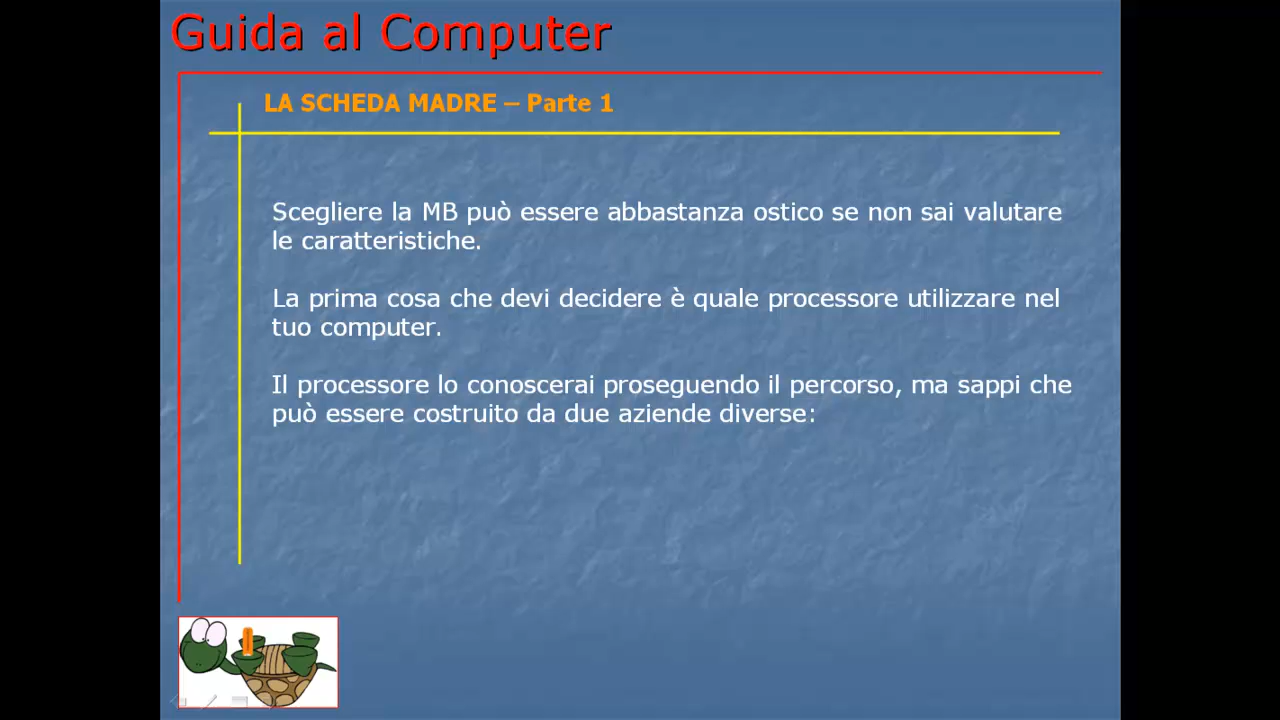 Guida al Computer
LA SCHEDA MADRE – Parte 1
Scegliere la MB può essere abbastanza ostico se non sai valutare
le caratteristiche.
La prima cosa che devi decidere è quale processore utilizzare nel
tuo computer.
Il processore lo conoscerai proseguendo il percorso, ma sappi che
può essere costruito da due aziende diverse: